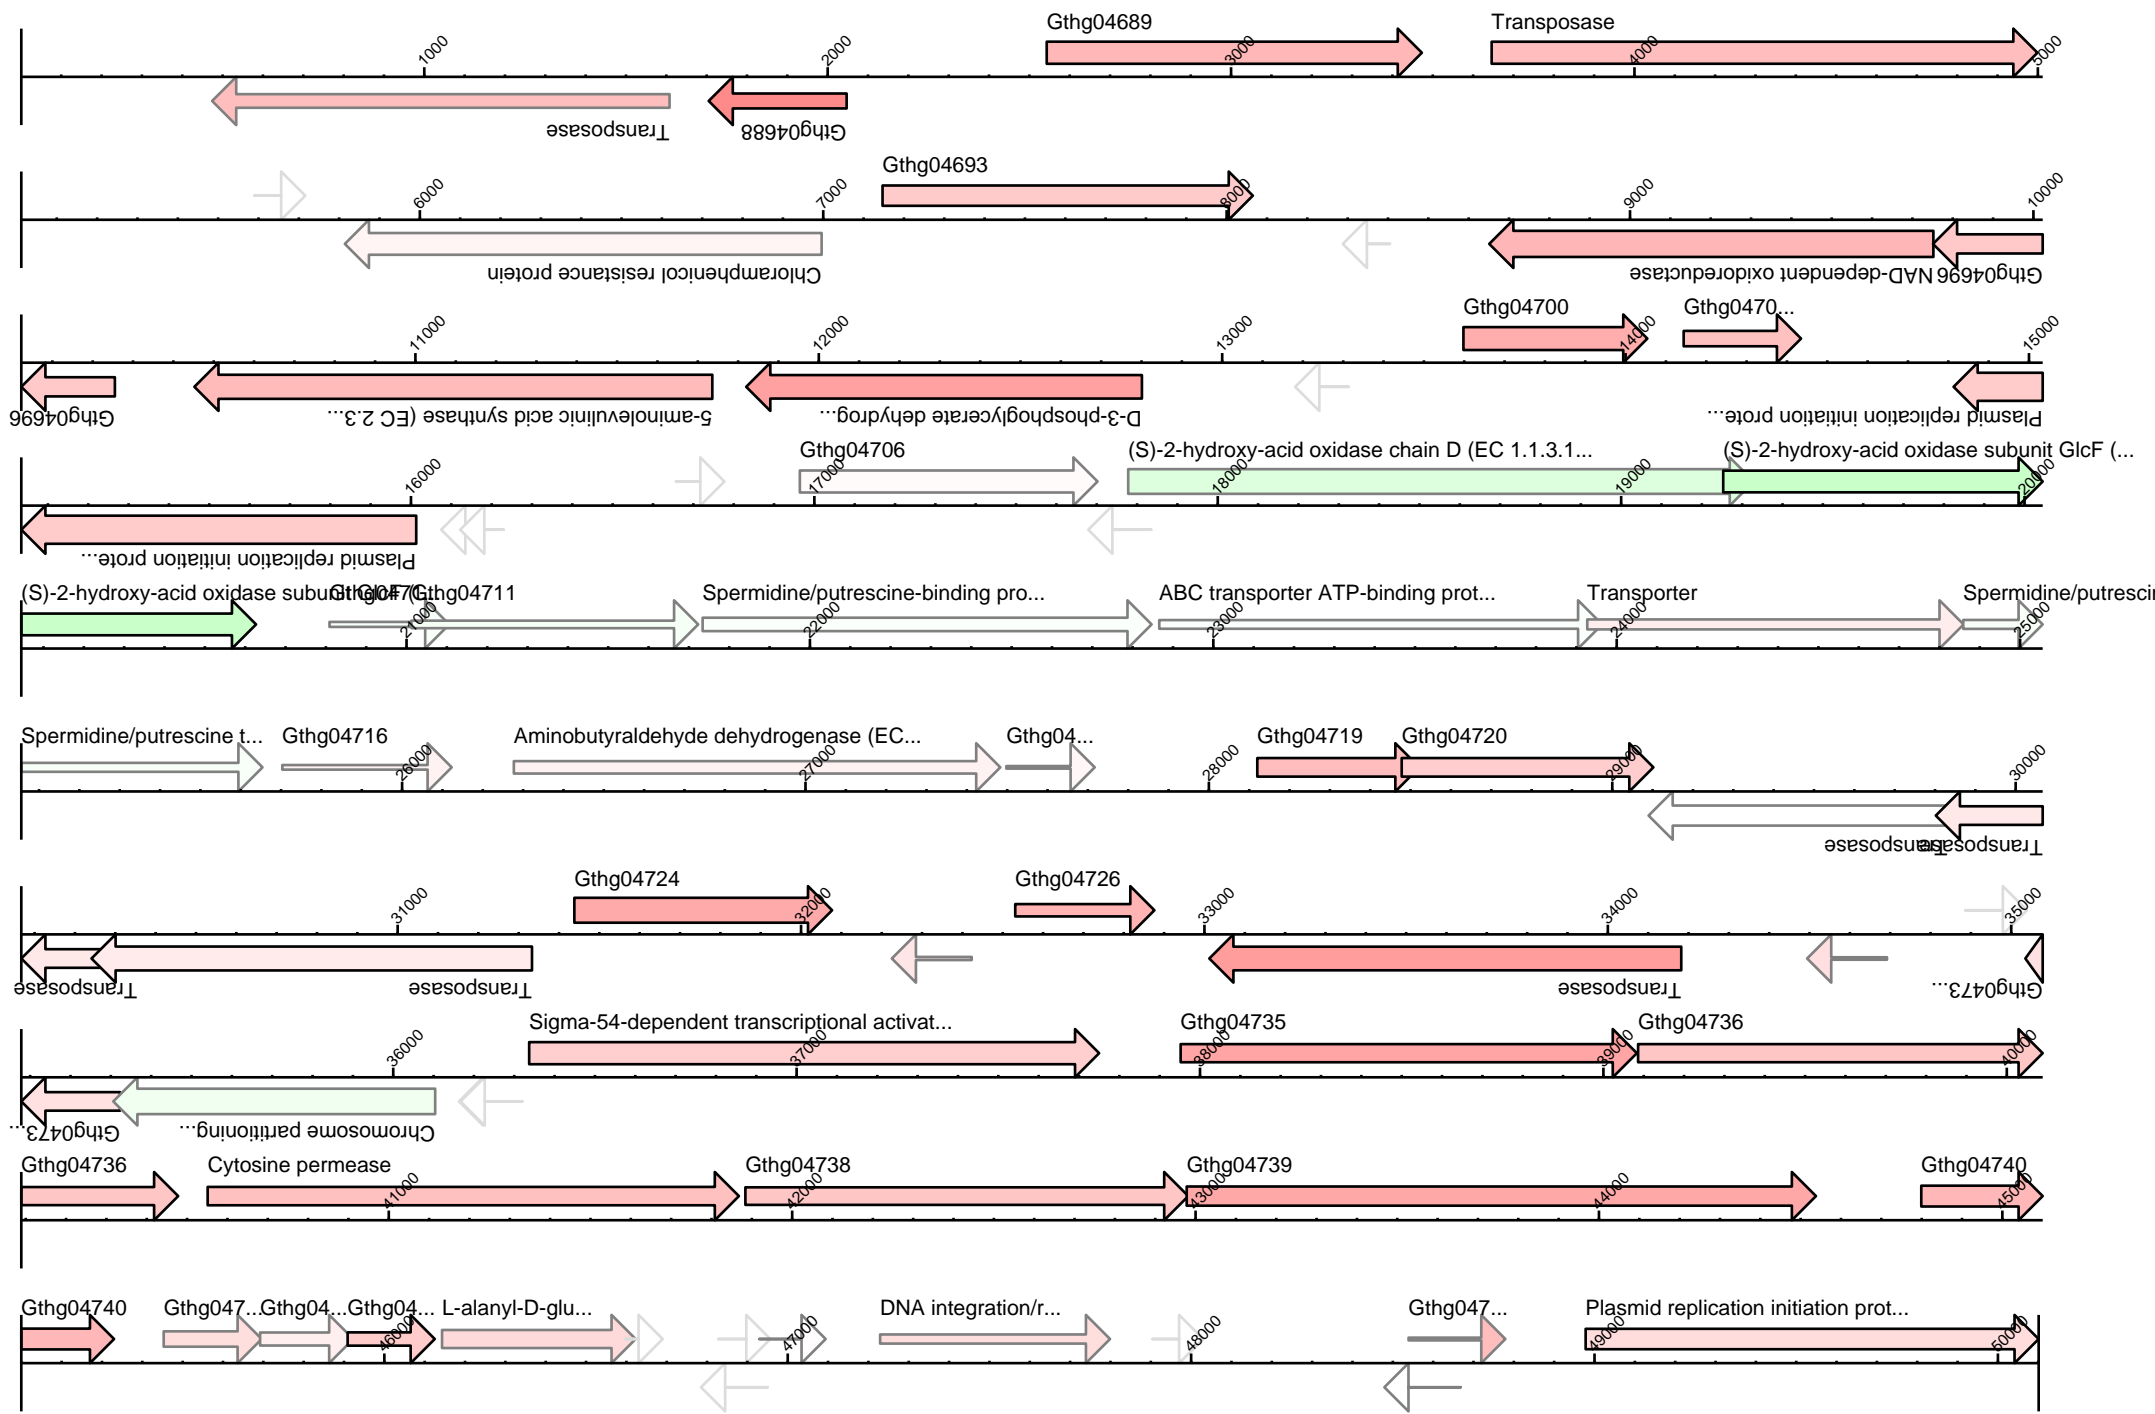 Gthg04689 Transposase
1000 2000 3000 4000 5000
Transposase Gthg04688
Gthg04693
6000 7000 8000 9000 10000
Chloramphenicol resistance protein NAD-dependent oxidoreductase Gthg04696
Gthg04700 Gthg0470...
11000 12000 13000 14000 15000
Gthg04696 5-aminolevulinic acid synthase (EC 2.3... D-3-phosphoglycerate dehydrog... Plasmid replication initiation prote...
Gthg04706 (S)-2-hydroxy-acid oxidase chain D (EC 1.1.3.1... (S)-2-hydroxy-acid oxidase subunit GlcF (...
16000 17000 18000 19000 20000
Plasmid replication initiation prote...
(S)-2-hydroxy-acid oxidase subunit GlcF (... Gthg04711 Spermidine/putrescine-binding pro... ABC transporter ATP-binding prot... Transporter
21000 22000 23000 24000 25000
Spermidine/putrescine t... Gthg04716 Aminobutyraldehyde dehydrogenase (EC... Gthg04... Gthg04719 Gthg04720
26000 27000 28000 29000 30000
Transposase Transposase
Gthg04724 Gthg04726
31000 32000 33000 34000 35000
Transposase Transposase Transposase Gthg0473...
Sigma-54-dependent transcriptional activat... Gthg04735 Gthg04736
36000 37000 38000 39000 40000
Gthg0473... Chromosome partitioning...
Gthg04736 Cytosine permease Gthg04738 Gthg04739 Gthg04740
41000 42000 43000 44000 45000
Gthg04740 Gthg047... Gthg04... Gthg04... L-alanyl-D-glu... DNA integration/r... Gthg047... Plasmid replication initiation prot...
46000 47000 48000 49000 50000